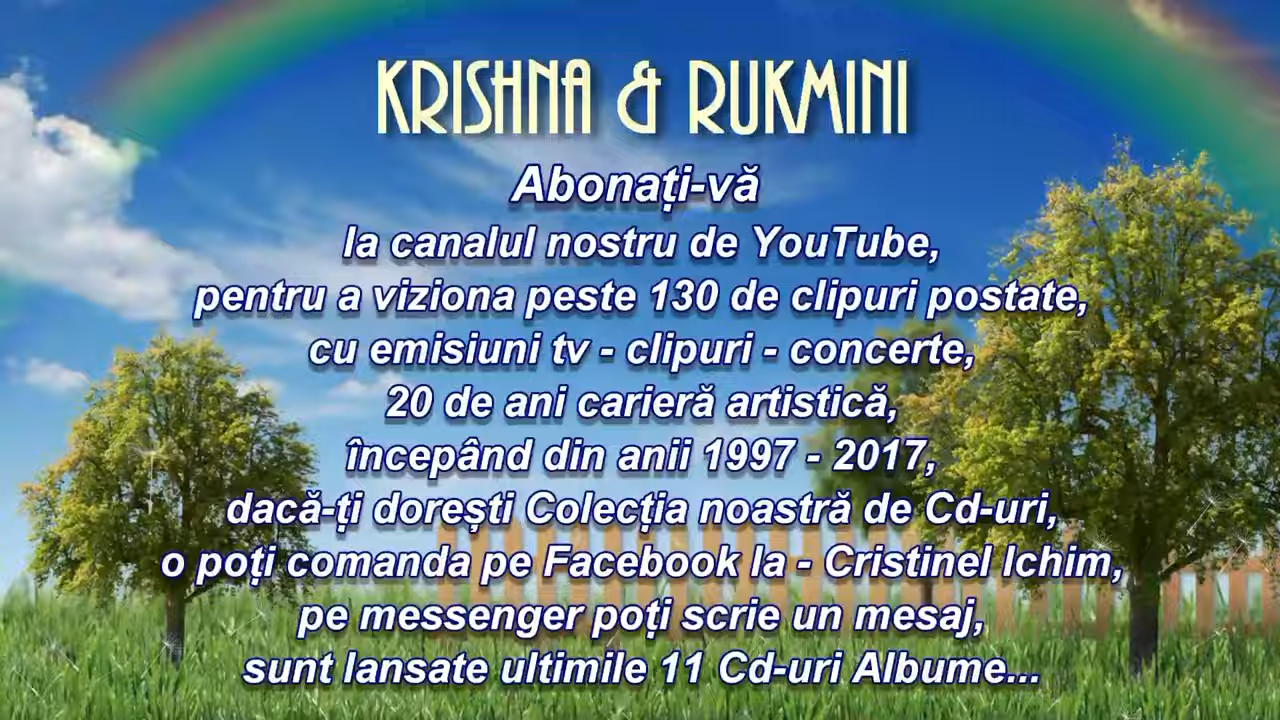 KRISHNA & RUKMINI
Abonați-vă
la canalul nostru de YouTube,
pentru a viziona peste 130 de clipuri postate,
cu emisiuni tv - clipuri - concerte,
20 de ani carieră artistică,
începând din anii 1997 - 2017,
dacă-ți dorești Colecția noastră de Cd-uri,
o poți comanda pe Facebook la - Cristinel Ichim,
pe messenger poți scrie un mesaj,
sunt lansate ultimile 11 Cd-uri Albume...